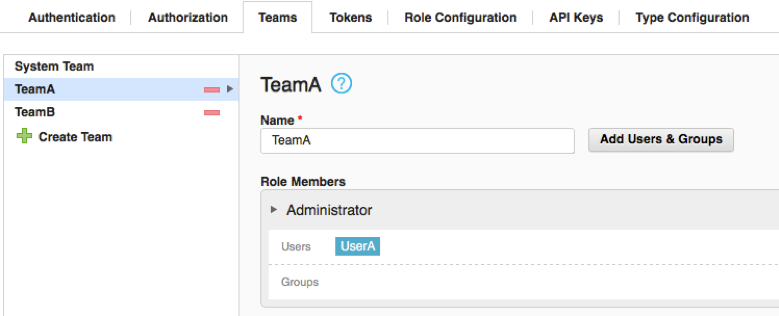 Authentication Authorization Teams Tokens Role Configuration API Keys Type Configuration
System Team
TeamA
TeamB
Create Team
TeamA ?
Name *
TeamA Add Users & Groups
Role Members
Administrator
Users UserA
Groups